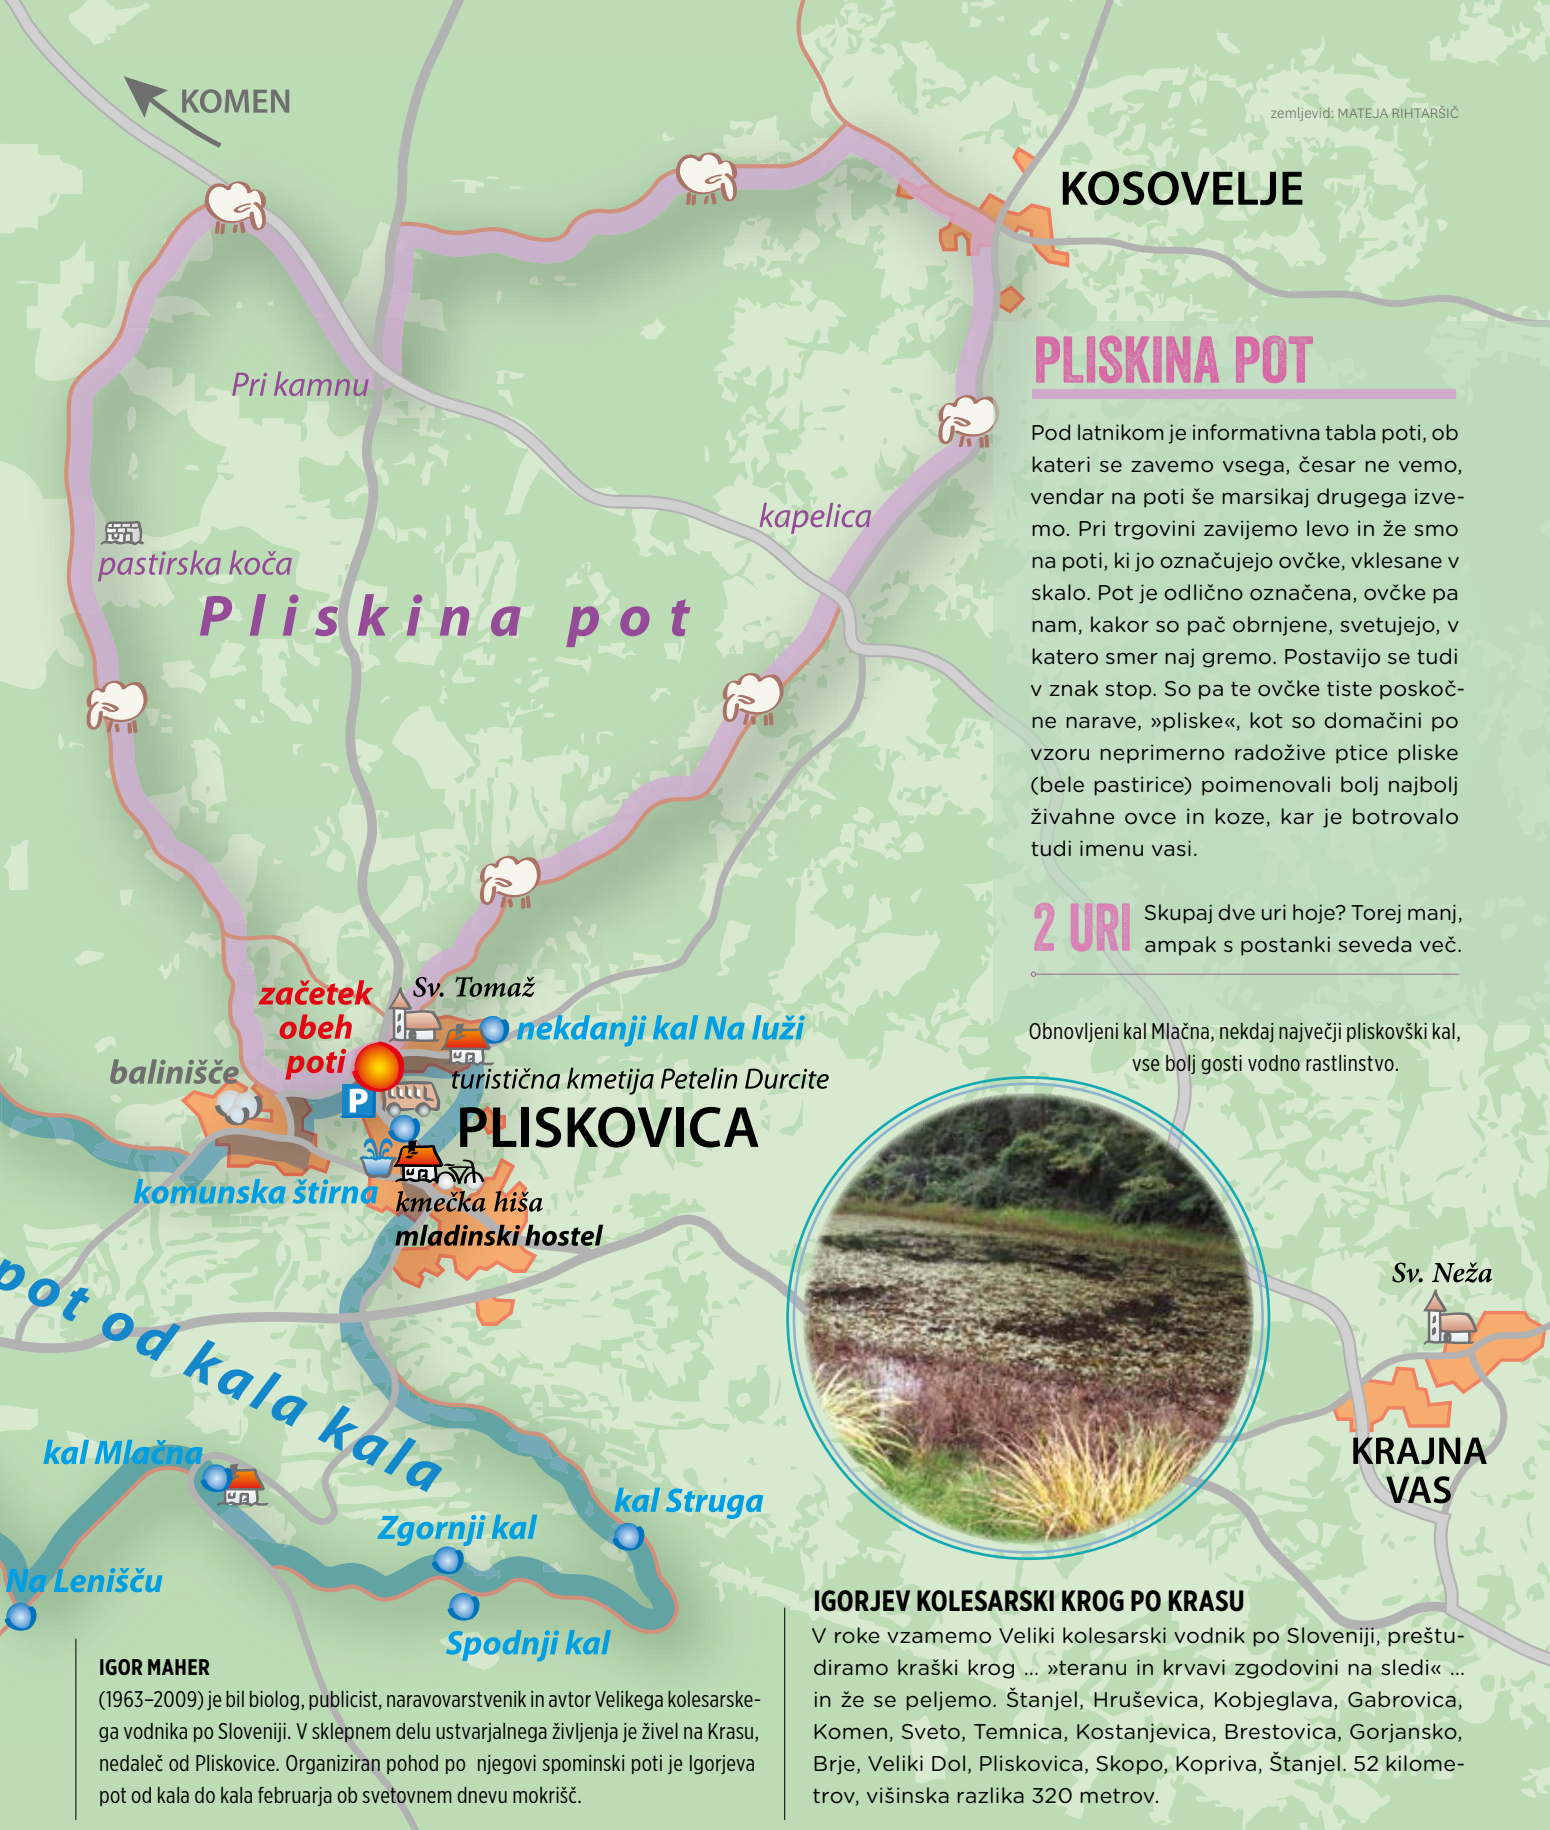 KOMEN
zemljevid: MATEJA RIHTARŠIČ
KOSOVELJE
Pri kamnu
kapelica
pastirska koča
Pliskina pot
PLISKINA POT
Pod latnikom je informativna tabla poti, ob
kateri se zavemo vsega, česar ne vemo,
vendar na poti še marsikaj drugega izve-
mo. Pri trgovini zavijemo levo in že smo
na poti, ki jo označujejo ovčke, vklesane v
skalo. Pot je odlično označena, ovčke pa
nam, kakor so pač obrnjene, svetujejo, v
katero smer naj gremo. Postavijo se tudi
v znak stop. So pa te ovčke tiste poskoč-
ne narave, »pliske«, kot so domačini po
vzoru neprimerno radožive ptice pliske
(bele pastirice) poimenovali bolj najbolj
živahne ovce in koze, kar je botrovalo
tudi imenu vasi.
2 URI
Skupaj dve uri hoje? Torej manj,
ampak s postanki seveda več.
Obnovljeni kal Mlačna, nekdaj največji pliskovški kal,
vse bolj gosti vodno rastlinstvo.
začetek
obeh
poti
Sv. Tomaž
nekdanji kal Na luži
balinišče
turistična kmetija Petelin Durcite
P
PLISKOVICA
komunska štirna
kmečka hiša
mladinski hostel
pot od kala kala
Sv. Neža
KRAJNA
VAS
kal Mlačna
kal Struga
Zgornji kal
Na Lenišču
Spodnji kal
IGOR MAHER
(1963–2009) je bil biolog, publicist, naravovarstvenik in avtor Velikega kolesarske-
ga vodnika po Sloveniji. V sklepnem delu ustvarjalnega življenja je živel na Krasu,
nedaleč od Pliskovice. Organiziran pohod po njegovi spominski poti je Igorjeva
pot od kala do kala februarja ob svetovnem dnevu mokrišč.
IGORJEV KOLESARSKI KROG PO KRASU
V roke vzamemo Veliki kolesarski vodnik po Sloveniji, preštu-
diramo kraški krog ... »teranu in krvavi zgodovini na sledi« ...
in že se peljemo. Štanjel, Hruševica, Kobjeglava, Gabrovica,
Komen, Sveto, Temnica, Kostanjevica, Brestovica, Gorjansko,
Brje, Veliki Dol, Pliskovica, Skopo, Kopriva, Štanjel. 52 kilome-
trov, višinska razlika 320 metrov.